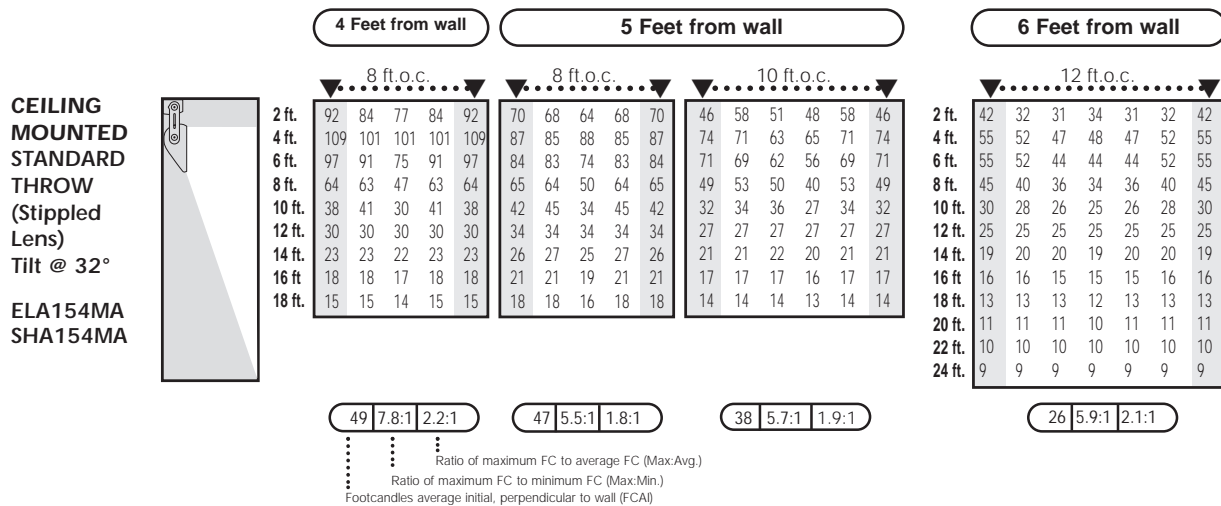 4 Feet from wall 5 Feet from wall 6 Feet from wall
8 ft.o.c. 8 ft.o.c. 10 ft.o.c. 12 ft.o.c.
CEILING
MOUNTED
STANDARD
THROW
(Stippled
Lens)
Tilt @ 32°
ELA154MA
SHA154MA
2 ft. 92 84 77 84 92 70 68 64 68 70 46 58 51 48 58 46 2 ft. 42 32 31 34 31 32 42
4 ft. 109 101 101 101 109 87 85 88 85 87 74 71 63 65 71 74 4 ft. 55 52 47 48 47 52 55
6 ft. 97 91 75 91 97 84 83 74 83 84 71 69 62 56 69 71 6 ft. 55 52 44 44 44 52 55
8 ft. 64 63 47 63 64 65 64 50 64 65 49 53 50 40 53 49 8 ft. 45 40 36 34 36 40 45
10 ft. 38 41 30 41 38 42 45 34 45 42 32 34 36 27 34 32 10 ft. 30 28 26 25 26 28 30
12 ft. 30 30 30 30 30 34 34 34 34 34 27 27 27 27 27 27 12 ft. 25 25 25 25 25 25 25
14 ft. 23 23 22 23 23 26 27 25 27 26 21 21 22 20 21 21 14 ft. 19 20 20 19 20 20 19
16 ft 18 18 17 18 18 21 21 19 21 21 17 17 17 16 17 17 16 ft 16 16 15 15 15 16 16
18 ft. 15 15 14 15 15 18 18 16 18 18 14 14 14 13 14 14 18 ft. 13 13 13 12 13 13 13
20 ft. 11 11 11 10 11 11 11
22 ft. 10 10 10 10 10 10 10
24 ft. 9 9 9 9 9 9 9
49 7.8:1 2.2:1 47 5.5:1 1.8:1 38 5.7:1 1.9:1 26 5.9:1 2.1:1
Ratio of maximum FC to average FC (Max:Avg.)
Ratio of maximum FC to minimum FC (Max:Min.)
Footcandles average initial, perpendicular to wall (FCAI)